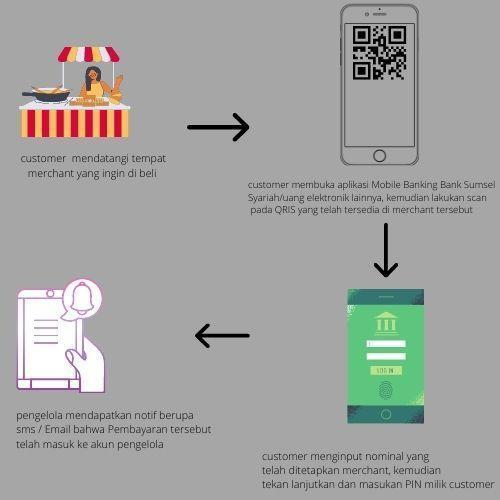 customer mendatangi tempat
merchant yang ingin di beli
customer membuka aplikasi Mobile Banking Bank Sumsel
Syariah/uang elektronik lainnya, kemudian lakukan scan
pada QRIS yang telah tersedia di merchant tersebut
LOG IN
pengelola mendapatkan notif berupa
sms / Email bahwa Pembayaran tersebut
telah masuk ke akun pengelola
customer menginput nominal yang
telah ditetapkan merchant, kemudian
tekan lanjutkan dan masukan PIN milik customer